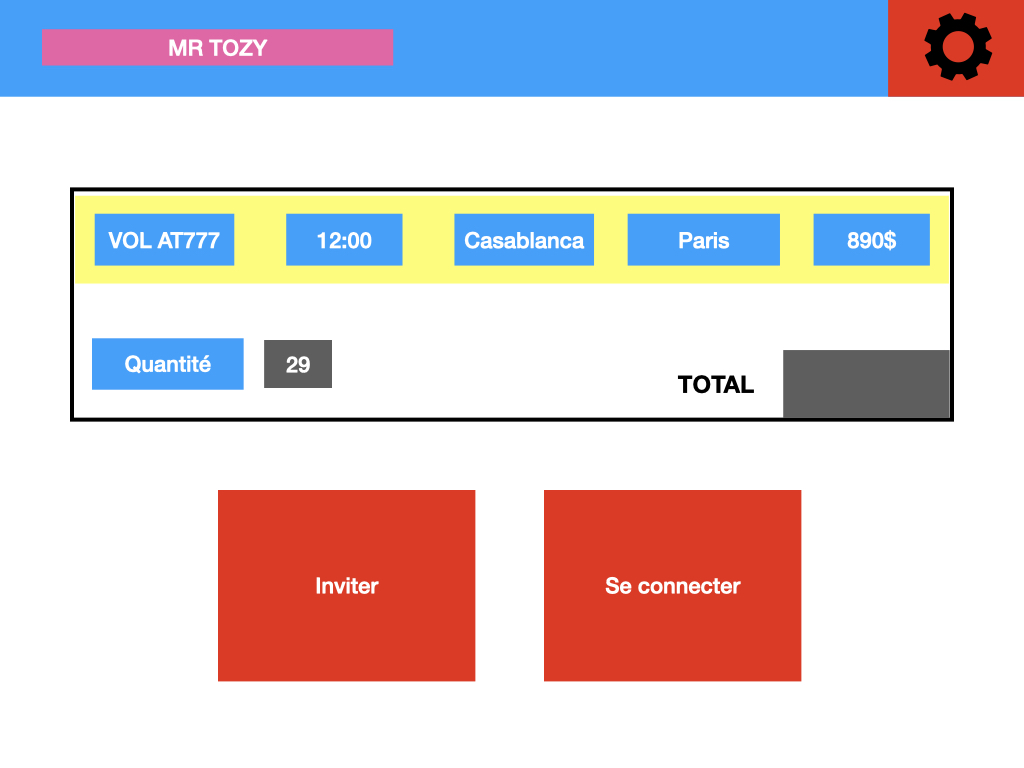 MR TOZY
VOL AT777
12:00
Casablanca
Paris
890$
Quantité
29
TOTAL
Inviter
Se connecter